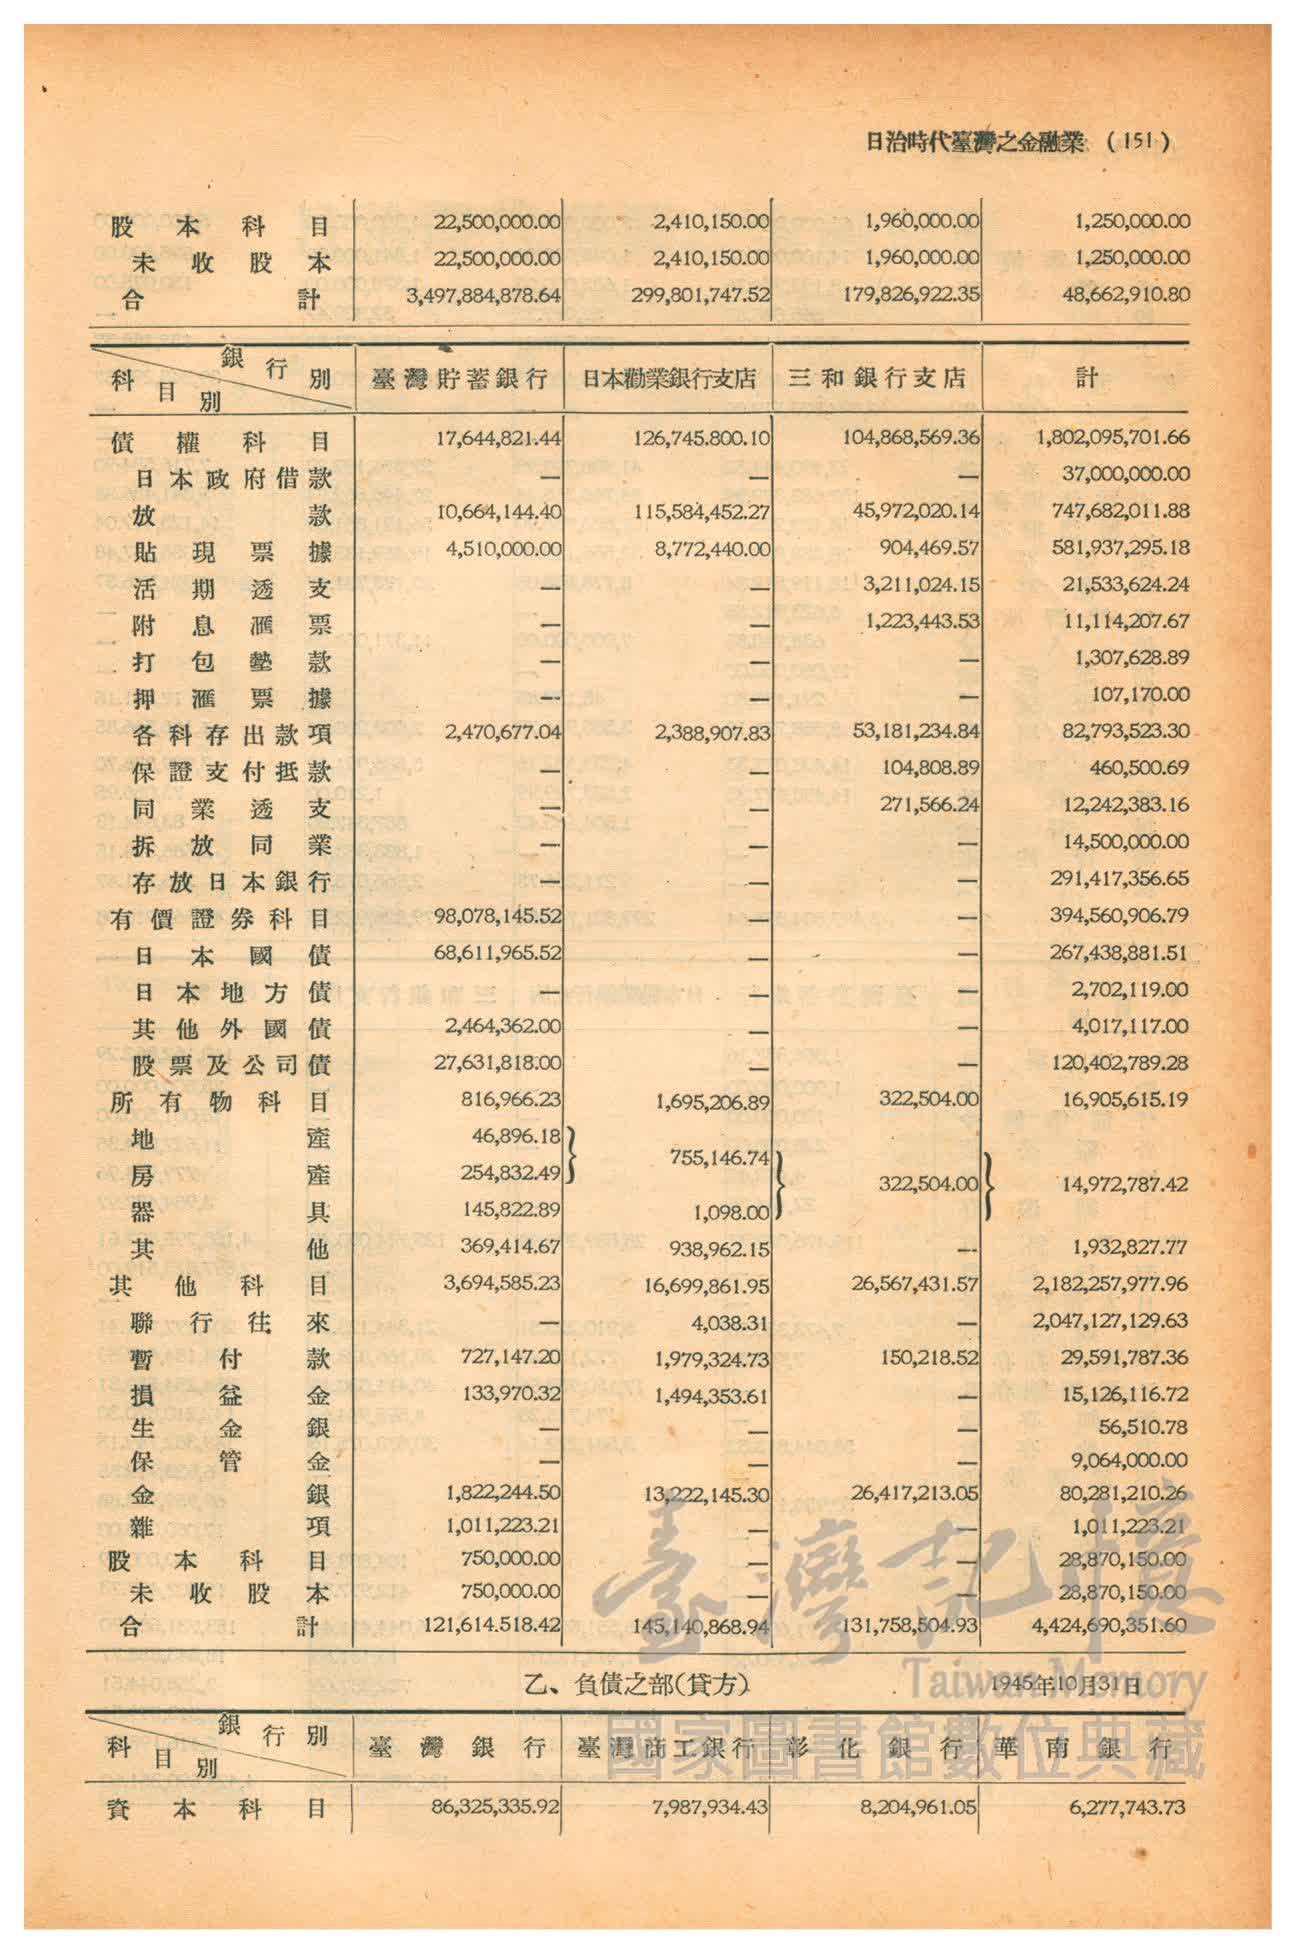 日治時代臺灣之金融業 (151)
股本科目 22,500,000.00 2,410,150.00 1,960,000.00 1,250,000.00
未收股本 22,500,000.00 2,410,150.00 1,960,000.00 1,250,000.00
合計 3,497,884,878.64 299,801,747.52 179,826,922.35 48,662,910.80
銀行別 科目別 臺灣貯蓄銀行 日本勸業銀行支店 三和銀行支店 計
債權科目 17,644,821.44 126,745.800.10 104,868,569.36 1,802,095,701.66
日本政府借款 — — — 37,000,000.00
放款 10,664,144.40 115,584,452.27 45,972,020.14 747,682,011.88
貼現票據 4,510,000.00 8,772,440.00 904,469.57 581,937,295.18
活期透支 — — 3,211,024.15 21,533,624.24
附息滙票 — — 1,223,443.53 11,114,207.67
打包墊款 — — — 1,307,628.89
押滙票據 — — — 107,170.00
各科存出款項 2,470,677.04 2,388,907.83 53,181,234.84 82,793,523.30
保證支付抵款 — — 104,808.89 460,500.69
同業透支 — — 271,566.24 12,242,383.16
拆放同業 — — — 14,500,000.00
存放日本銀行 — — — 291,417,356.65
有價證券科目 98,078,145.52 — — 394,560,906.79
日本國債 68,611,965.52 — — 267,438,881.51
日本地方債 — — — 2,702,119.00
其他外國債 2,464,362.00 — — 4,017,117.00
股票及公司債 27,631,818.00 — — 120,402,789.28
所有物科目 816,966.23 1,695,206.89 322,504.00 16,905,615.19
地產 46,896.18
房產 254,832.49 } 755,146.74
器具 145,822.89 1,098.00 } 322,504.00 } 14,972,787.42
其他 369,414.67 938,962.15 — 1,932,827.77
其他科目 3,694,585.23 16,699,861.95 26,567,431.57 2,182,257,977.96
聯行往來 — 4,038.31 — 2,047,127,129.63
暫付款 727,147.20 1,979,324.73 150,218.52 29,591,787.36
損益金 133,970.32 1,494,353.61 — 15,126,116.72
生金銀 — — — 56,510.78
保管金 — — — 9,064,000.00
金銀 1,822,244.50 13,222,145.30 26,417,213.05 80,281,210.26
雜項 1,011,223.21 — — 1,011,223.21
股本科目 750,000.00 — — 28,870,150.00
未收股本 750,000.00 — — 28,870,150.00
合計 121,614.518.42 145,140,868.94 131,758,504.93 4,424,690,351.60
乙、負債之部(貸方) 1945年10月31日
銀行別 科目別 臺灣銀行 臺灣商工銀行 彰化銀行 華南銀行
資本科目 86,325,335.92 7,987,934.43 8,204,961.05 6,277,743.73
臺灣記憶
Taiwan Memory
國家圖書館數位典藏